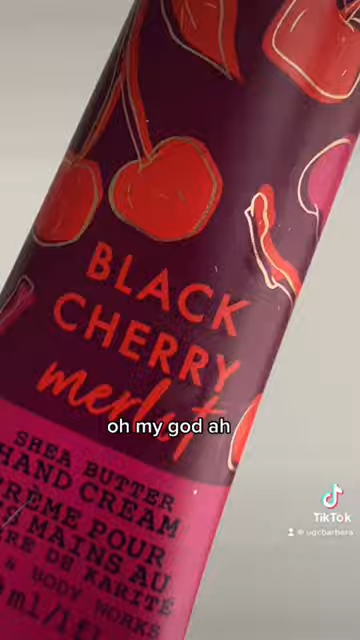 BLACK
CHERRY
merlot
oh my god ah
SHEA BUTTER
HAND CREAM
CRÈME POUR
MAINS AU
DE KARITÉ
& BODY WORKS
TikTok
@ugcbarbara